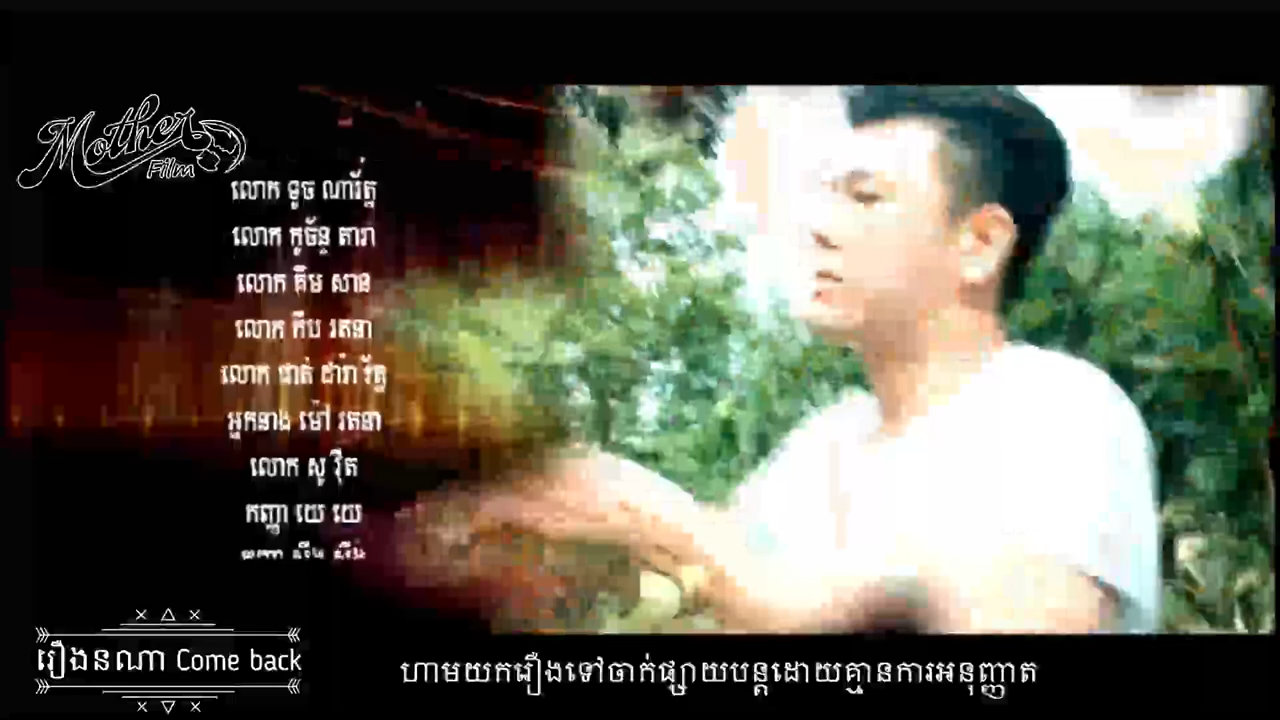 Mother
Film
លោក ទូច ណារ័ត្ន
លោក កូច័ន្ទ តារា
លោក គឹម សាន
លោក កឹប រតនា
លោក ផាត់ ដារ៉ា រ័ត្ន
អ្នកនាង ម៉ៅ រតនា
លោក សូ វ៉ីត
កញ្ញា យេ យេ
រឿងនណា Come back
ហាមយករឿងទៅចាក់ផ្សាយបន្តដោយគ្មានការអនុញ្ញាត